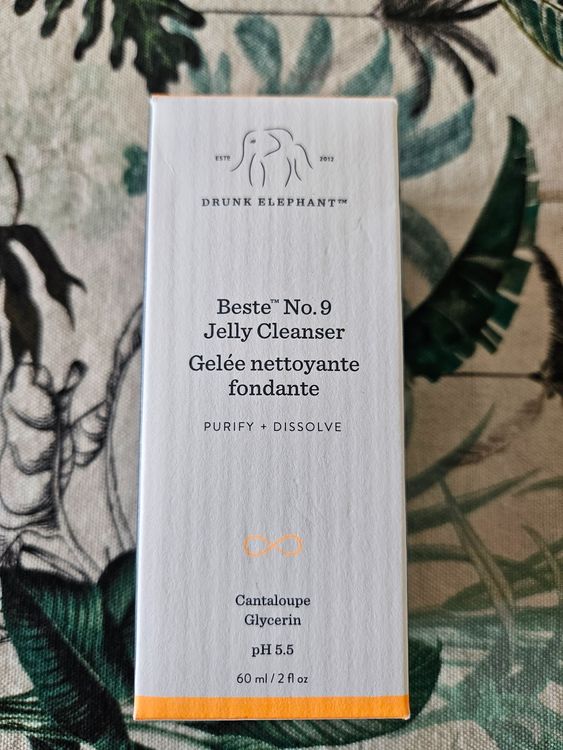 ESTD 2012
DRUNK ELEPHANT™
Beste™ No. 9
Jelly Cleanser
Gelée nettoyante
fondante
PURIFY + DISSOLVE
Cantaloupe
Glycerin
pH 5.5
60 ml / 2 fl oz